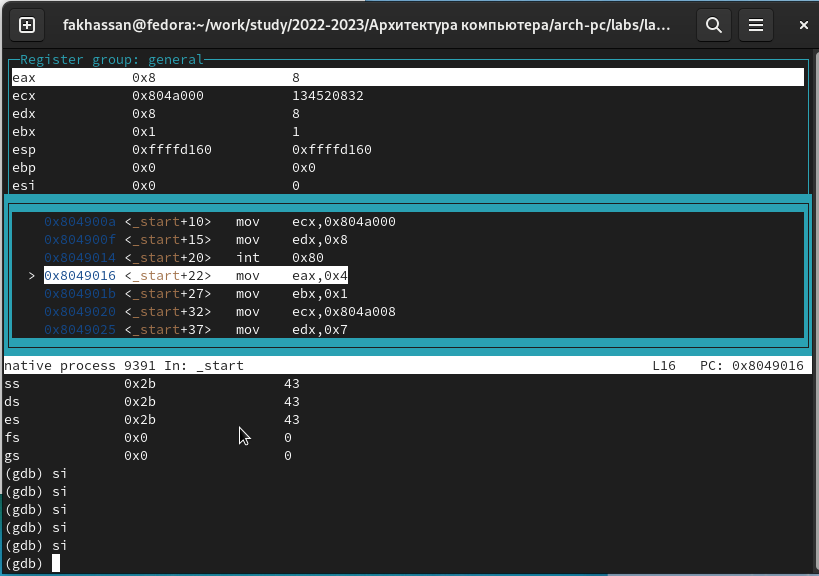 fakhassan@fedora:~/work/study/2022-2023/Архитектура компьютера/arch-pc/labs/la...
Register group: general
eax 0x8 8
ecx 0x804a000 134520832
edx 0x8 8
ebx 0x1 1
esp 0xffffd160 0xffffd160
ebp 0x0 0x0
esi 0x0 0
0x804900a <_start+10> mov ecx,0x804a000
0x804900f <_start+15> mov edx,0x8
0x8049014 <_start+20> int 0x80
> 0x8049016 <_start+22> mov eax,0x4
0x804901b <_start+27> mov ebx,0x1
0x8049020 <_start+32> mov ecx,0x804a008
0x8049025 <_start+37> mov edx,0x7
native process 9391 In: _start L16 PC: 0x8049016
ss 0x2b 43
ds 0x2b 43
es 0x2b 43
fs 0x0 0
gs 0x0 0
(gdb) si
(gdb) si
(gdb) si
(gdb) si
(gdb) si
(gdb)